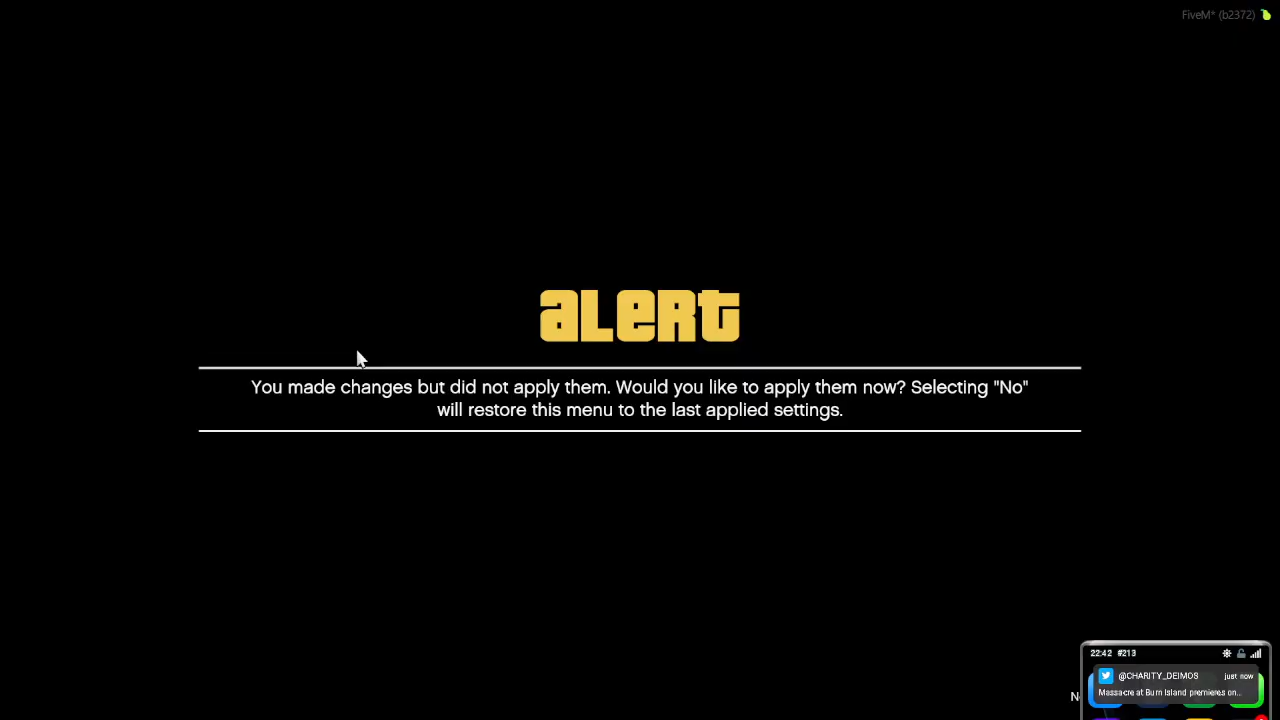 FiveM* (b2372)
aLERT
You made changes but did not apply them. Would you like to apply them now? Selecting "No"
will restore this menu to the last applied settings.
22:42 #213
@CHARITY_DEIMOS just now
Massacre at Burn Island premieres on...